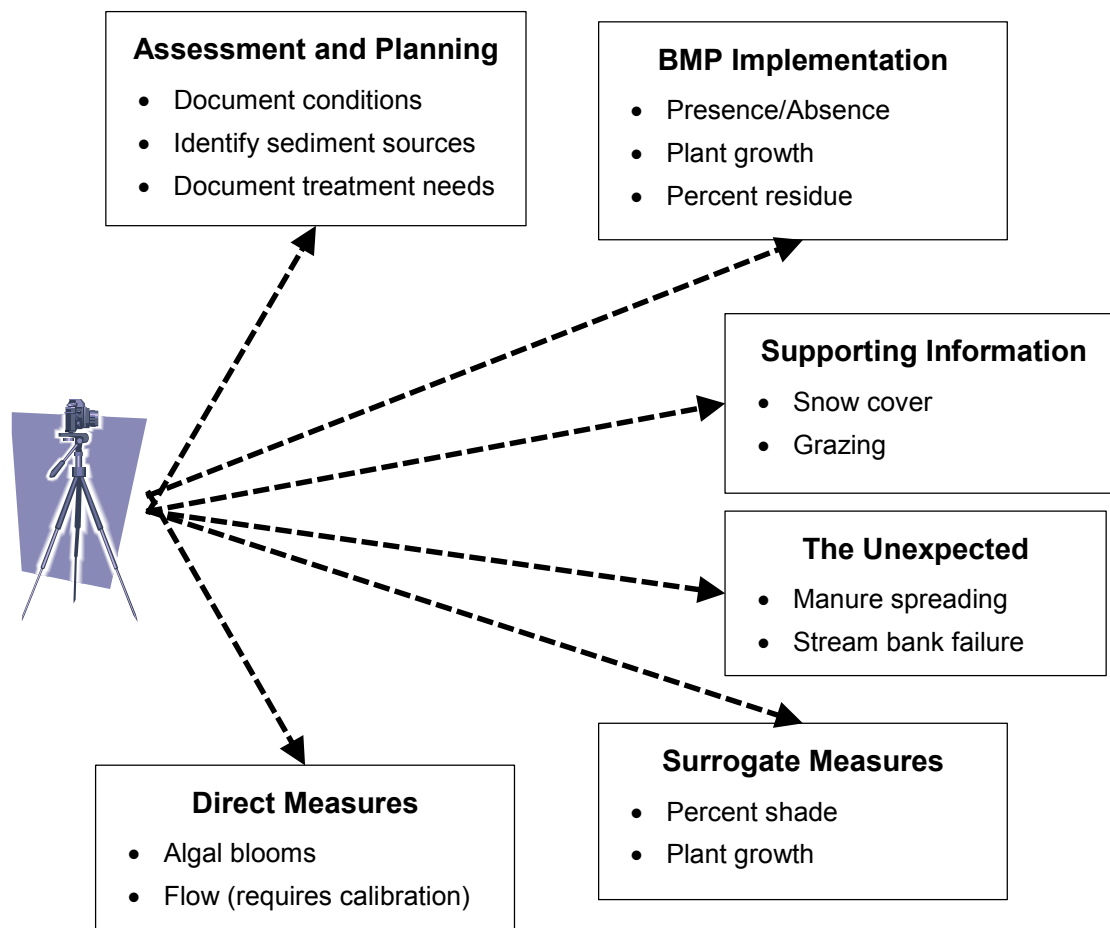 Assessment and Planning
• Document conditions
• Identify sediment sources
• Document treatment needs
BMP Implementation
• Presence/Absence
• Plant growth
• Percent residue
Supporting Information
• Snow cover
• Grazing
The Unexpected
• Manure spreading
• Stream bank failure
Surrogate Measures
• Percent shade
• Plant growth
Direct Measures
• Algal blooms
• Flow (requires calibration)